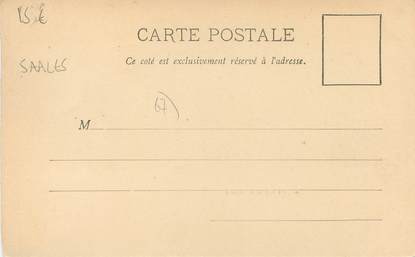 15 €
CARTE POSTALE
Ce coté est exclusivement réservé à l'adresse.
SAALES
67)
M